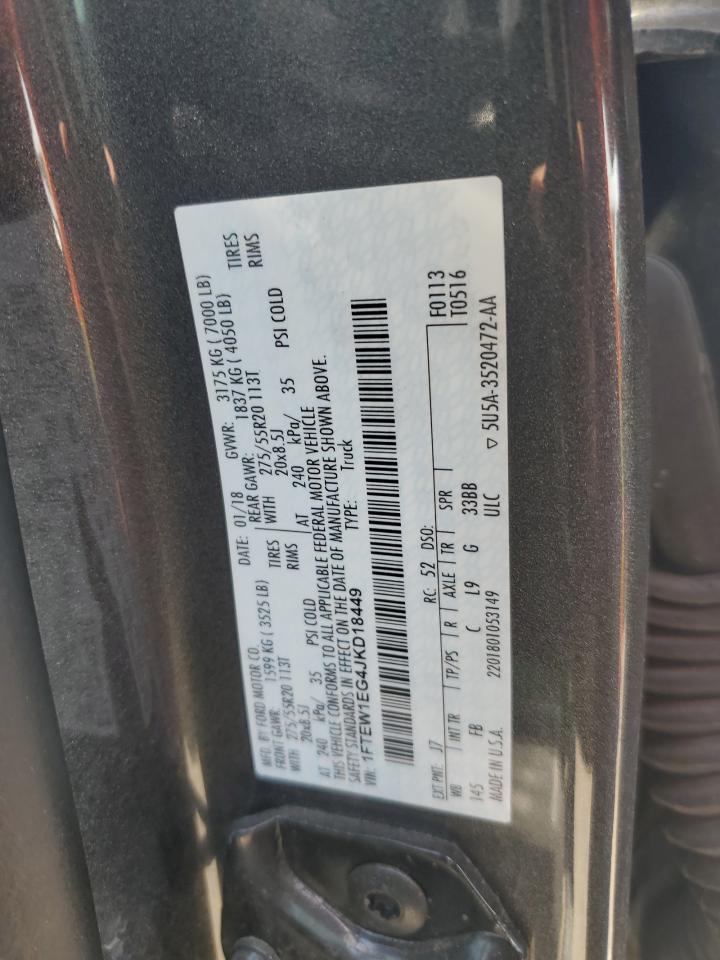 MFD. BY FORD MOTOR CO.
DATE: 01/18 GVWR: 3175 KG ( 7000 LB)
FRONT GAWR: 1599 KG ( 3525 LB) REAR GAWR: 1837 KG ( 4050 LB)
WITH 275/55R20 113T TIRES WITH 275/55R20 113T TIRES
20x8.5J RIMS 20x8.5J RIMS
AT 240 kPa/ 35 PSI COLD AT 240 kPa/ 35 PSI COLD
THIS VEHICLE CONFORMS TO ALL APPLICABLE FEDERAL MOTOR VEHICLE
SAFETY STANDARDS IN EFFECT ON THE DATE OF MANUFACTURE SHOWN ABOVE.
VIN: 1FTEW1EG4JKD18449 TYPE: Truck
F0113
T0516
EXT PNT: J7 RC: 52 DSO:
WB INT TR TP/PS R AXLE TR SPR
145 FB C L9 G 33BB
MADE IN U.S.A. 2201801053149 ULC ▽ 5U5A-3520472-AA